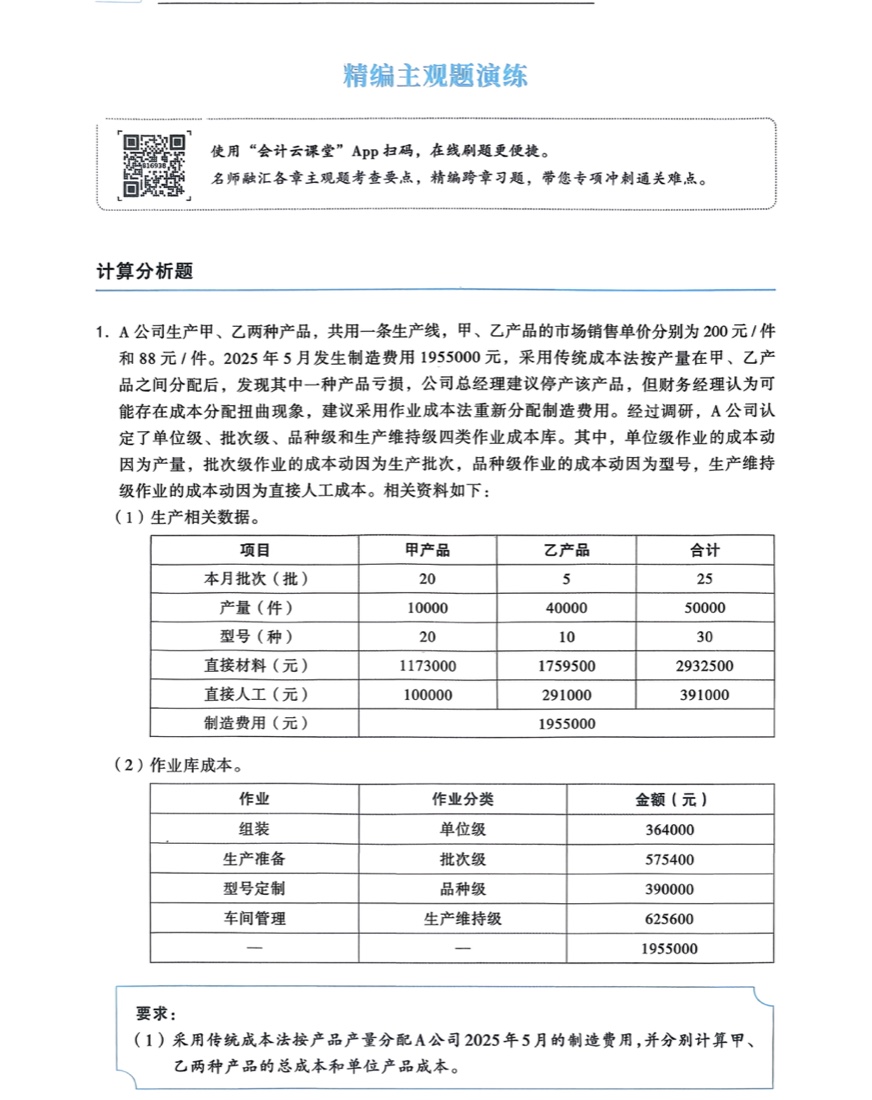 精编主观题演练
使用“会计云课堂”App 扫码，在线刷题更便捷。
名师融汇各章主观题考查要点，精编跨章习题，带您专项冲刺通关难点。
计算分析题
1. A 公司生产甲、乙两种产品，共用一条生产线，甲、乙产品的市场销售单价分别为 200 元 / 件
和 88 元 / 件。2025 年 5 月发生制造费用 1955000 元，采用传统成本法按产量在甲、乙产
品之间分配后，发现其中一种产品亏损，公司总经理建议停产该产品，但财务经理认为可
能存在成本分配扭曲现象，建议采用作业成本法重新分配制造费用。经过调研，A 公司认
定了单位级、批次级、品种级和生产维持级四类作业成本库。其中，单位级作业的成本动
因为产量，批次级作业的成本动因为生产批次，品种级作业的成本动因为型号，生产维持
级作业的成本动因为直接人工成本。相关资料如下：
（1）生产相关数据。
项目 甲产品 乙产品 合计
本月批次（批） 20 5 25
产量（件） 10000 40000 50000
型号（种） 20 10 30
直接材料（元） 1173000 1759500 2932500
直接人工（元） 100000 291000 391000
制造费用（元） 1955000
（2）作业库成本。
作业 作业分类 金额（元）
组装 单位级 364000
生产准备 批次级 575400
型号定制 品种级 390000
车间管理 生产维持级 625600
— — 1955000
要求：
（1）采用传统成本法按产品产量分配A公司2025年5月的制造费用，并分别计算甲、
乙两种产品的总成本和单位产品成本。